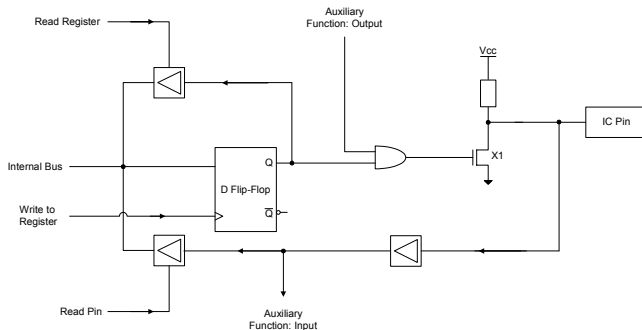 Auxiliary
Function: Output
Read Register
Vcc
IC Pin
X1
Internal Bus
Q
D Flip-Flop
Q
Write to
Register
Read Pin
Auxiliary
Function: Input